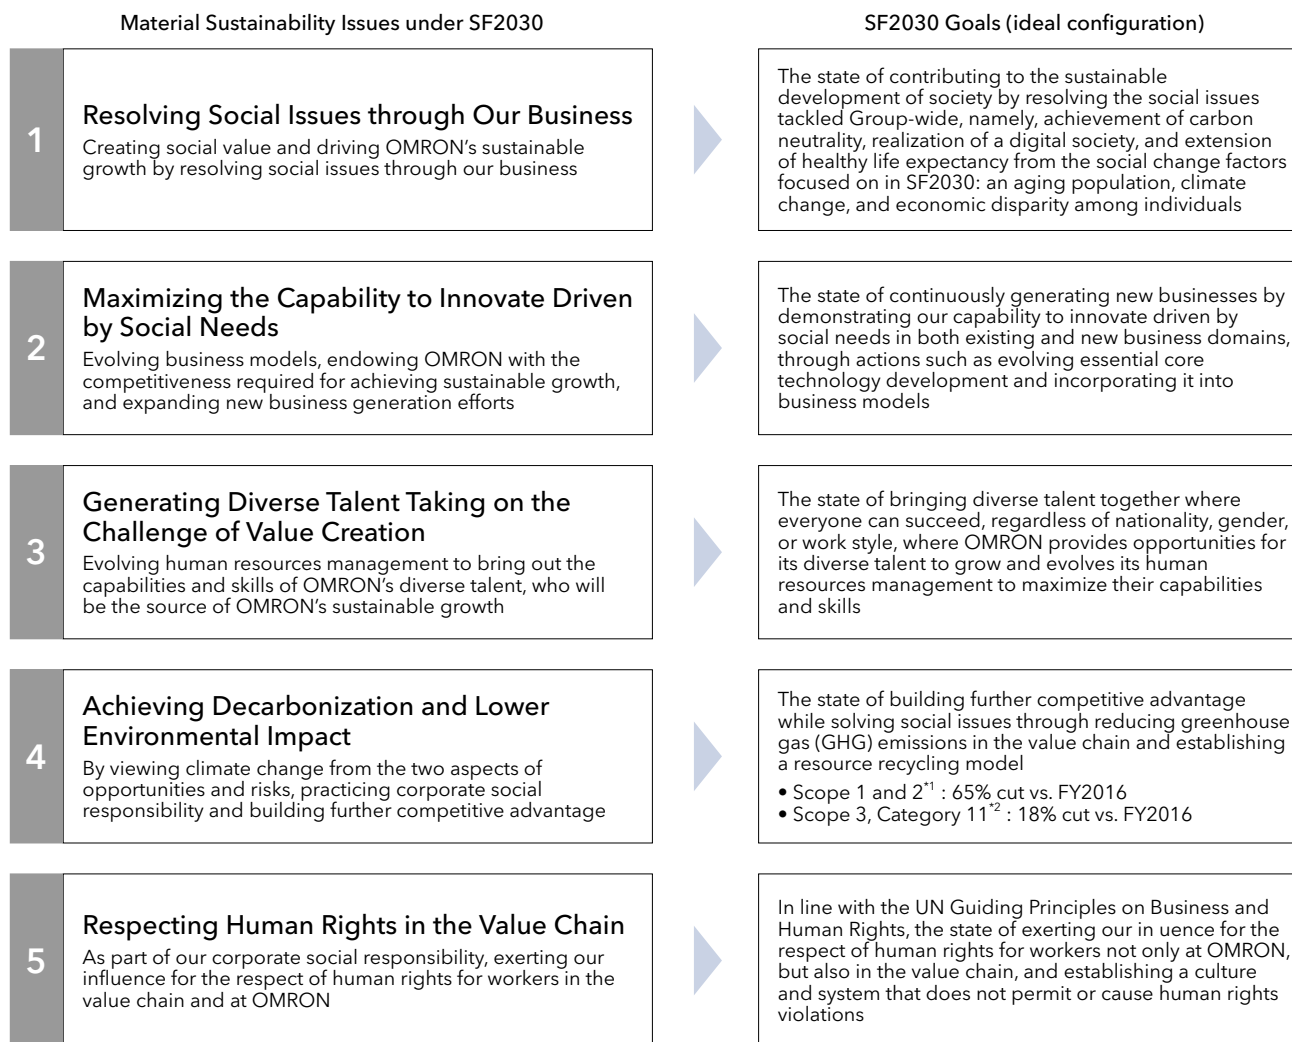 Material Sustainability Issues under SF2030
SF2030 Goals (ideal configuration)
1
Resolving Social Issues through Our Business
Creating social value and driving OMRON's sustainable
growth by resolving social issues through our business
The state of contributing to the sustainable
development of society by resolving the social issues
tackled Group-wide, namely, achievement of carbon
neutrality, realization of a digital society, and extension
of healthy life expectancy from the social change factors
focused on in SF2030: an aging population, climate
change, and economic disparity among individuals
2
Maximizing the Capability to Innovate Driven
by Social Needs
Evolving business models, endowing OMRON with the
competitiveness required for achieving sustainable growth,
and expanding new business generation efforts
The state of continuously generating new businesses by
demonstrating our capability to innovate driven by
social needs in both existing and new business domains,
through actions such as evolving essential core
technology development and incorporating it into
business models
3
Generating Diverse Talent Taking on the
Challenge of Value Creation
Evolving human resources management to bring out the
capabilities and skills of OMRON's diverse talent, who will
be the source of OMRON's sustainable growth
The state of bringing diverse talent together where
everyone can succeed, regardless of nationality, gender,
or work style, where OMRON provides opportunities for
its diverse talent to grow and evolves its human
resources management to maximize their capabilities
and skills
4
Achieving Decarbonization and Lower
Environmental Impact
By viewing climate change from the two aspects of
opportunities and risks, practicing corporate social
responsibility and building further competitive advantage
The state of building further competitive advantage
while solving social issues through reducing greenhouse
gas (GHG) emissions in the value chain and establishing
a resource recycling model
• Scope 1 and 2*1 : 65% cut vs. FY2016
• Scope 3, Category 11*2 : 18% cut vs. FY2016
5
Respecting Human Rights in the Value Chain
As part of our corporate social responsibility, exerting our
influence for the respect of human rights for workers in the
value chain and at OMRON
In line with the UN Guiding Principles on Business and
Human Rights, the state of exerting our in uence for the
respect of human rights for workers not only at OMRON,
but also in the value chain, and establishing a culture
and system that does not permit or cause human rights
violations